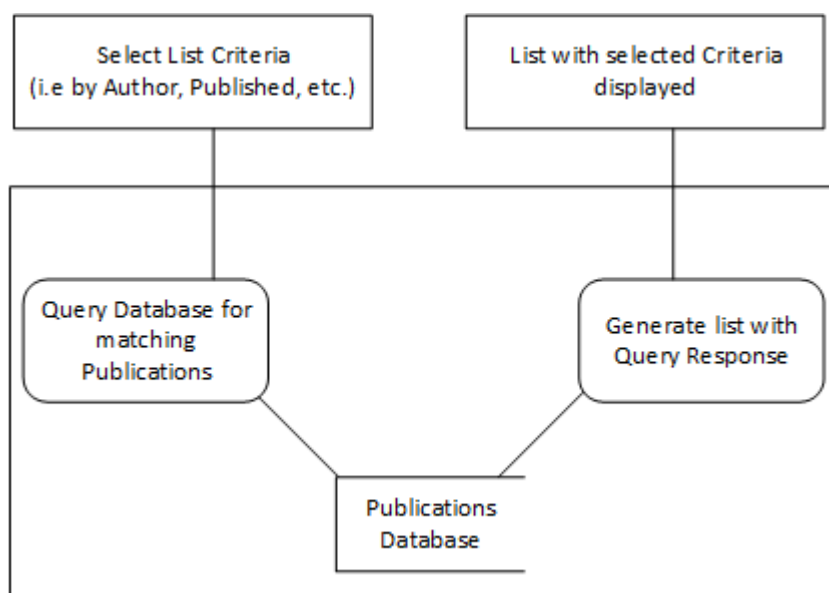 Select List Criteria
(i.e by Author, Published, etc.)
List with selected Criteria
displayed
Query Database for
matching
Publications
Generate list with
Query Response
Publications
Database